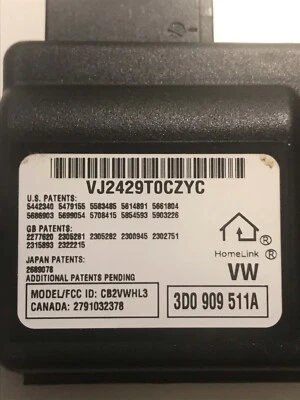 VJ2429T0CZYC
U.S. PATENTS:
5442340 5479155 5583485 5614891 5661804
5686903 5699054 5708415 5854593 5903226
GB PATENTS:
2277620 2305281 2305282 2300945 2302751
2315893 2322215
JAPAN PATENTS:
2689078
ADDITIONAL PATENTS PENDING
MODEL/FCC ID: CB2VWHL3
CANADA: 2791032378
®
HomeLink ®
VW
3D0 909 511A